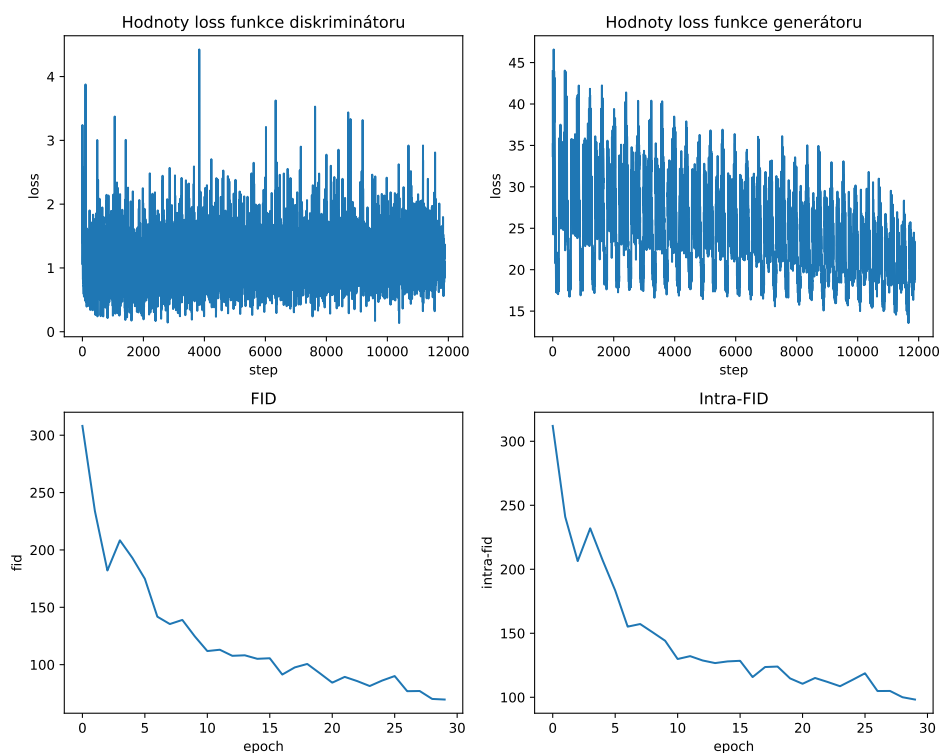 Hodnoty loss funkce diskriminátoru
loss
4
3
2
1
0
0 2000 4000 6000 8000 10000 12000
step
Hodnoty loss funkce generátoru
loss
45
40
35
30
25
20
15
0 2000 4000 6000 8000 10000 12000
step
FID
fid
300
250
200
150
100
0 5 10 15 20 25 30
epoch
Intra-FID
intra-fid
300
250
200
150
100
0 5 10 15 20 25 30
epoch